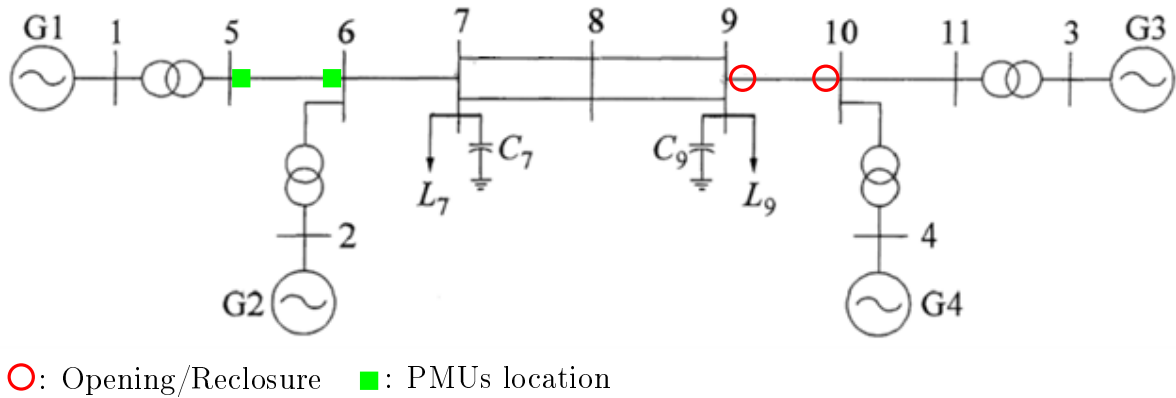 G1 1 5 6 7 8 9 10 11 3 G3
C7 C9
L7 L9
2 4
G2 G4
: Opening/Reclosure : PMUs location